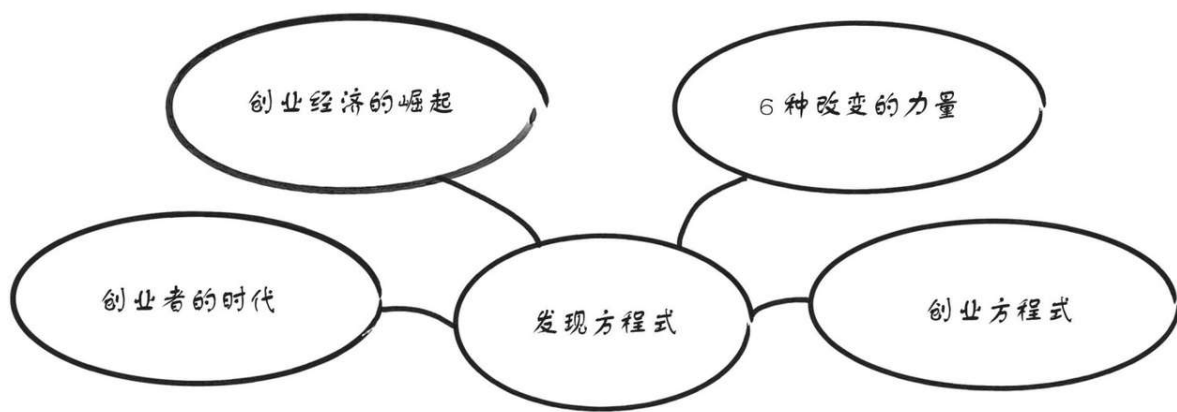 创业经济的崛起
6种改变的力量
创业者的时代
发现方程式
创业方程式